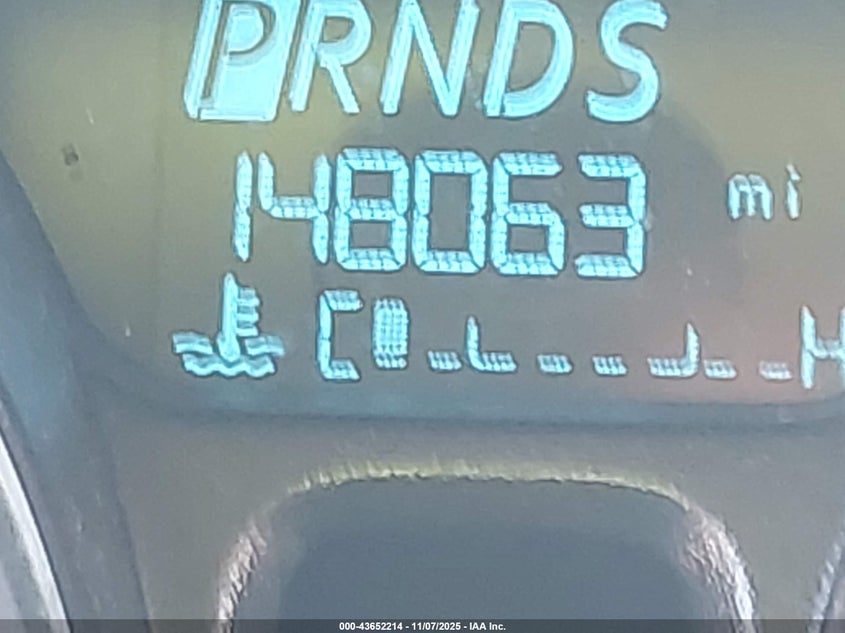 PRNDS
148063 mi
C H
000-43652214 - 11/07/2025 - IAA Inc.